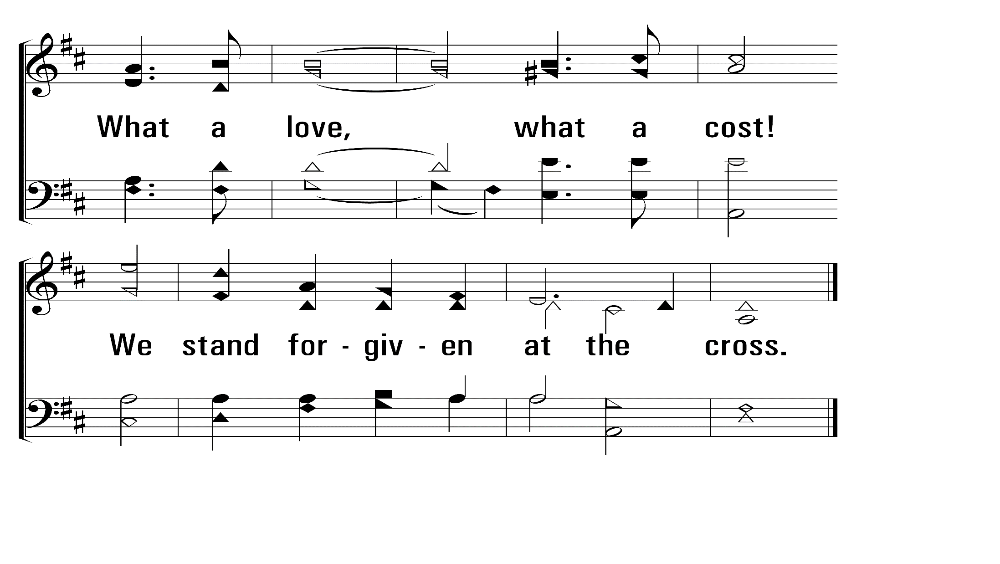 What a love, what a cost!
We stand for - giv - en at the cross.